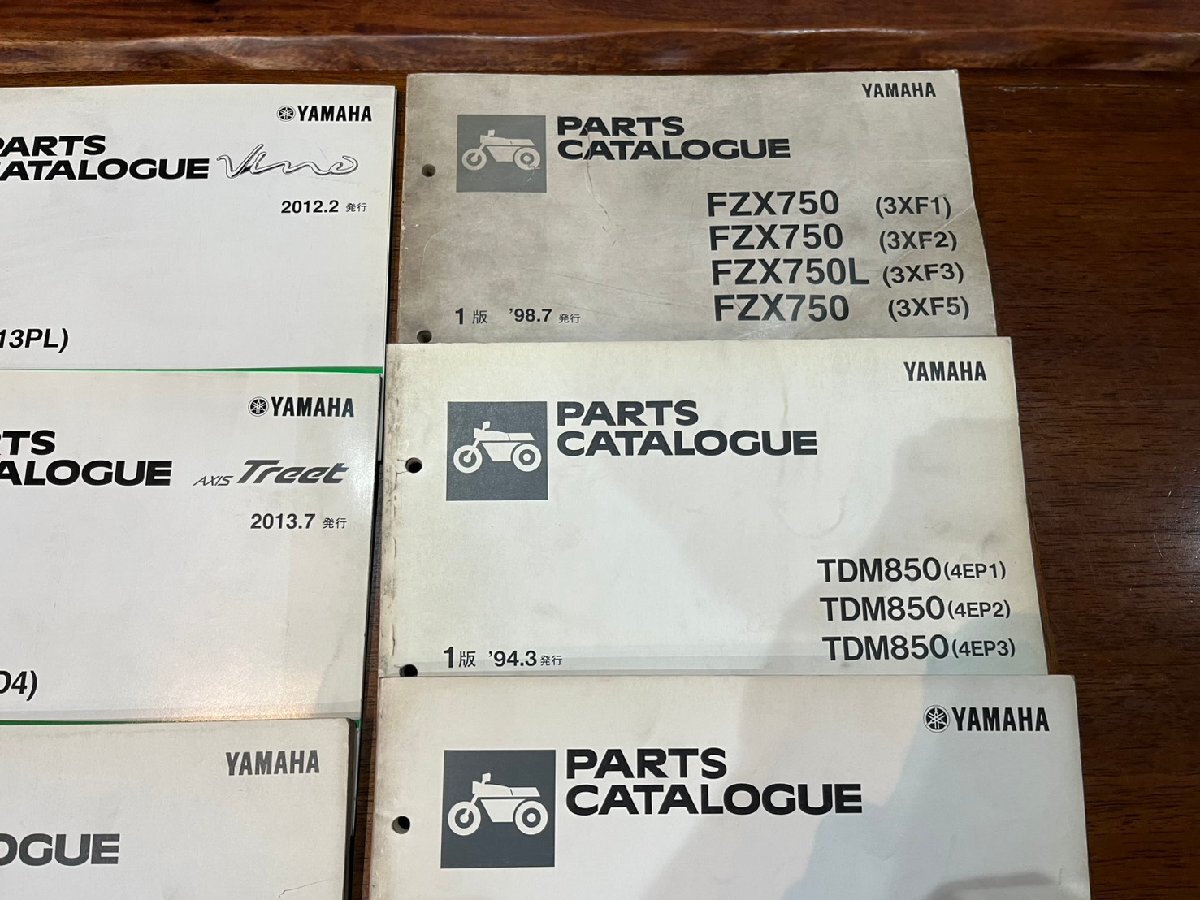 YAMAHA
PARTS
CATALOGUE Vino
2012.2 発行
13PL)
YAMAHA
RTS
ALOGUE AXIS Treet
2013.7 発行
D4)
YAMAHA
OGUE
YAMAHA
PARTS
CATALOGUE
FZX750 (3XF1)
FZX750 (3XF2)
FZX750L (3XF3)
FZX750 (3XF5)
1版 '98.7 発行
YAMAHA
PARTS
CATALOGUE
TDM850(4EP1)
TDM850(4EP2)
TDM850(4EP3)
1版 '94.3発行
YAMAHA
PARTS
CATALOGUE